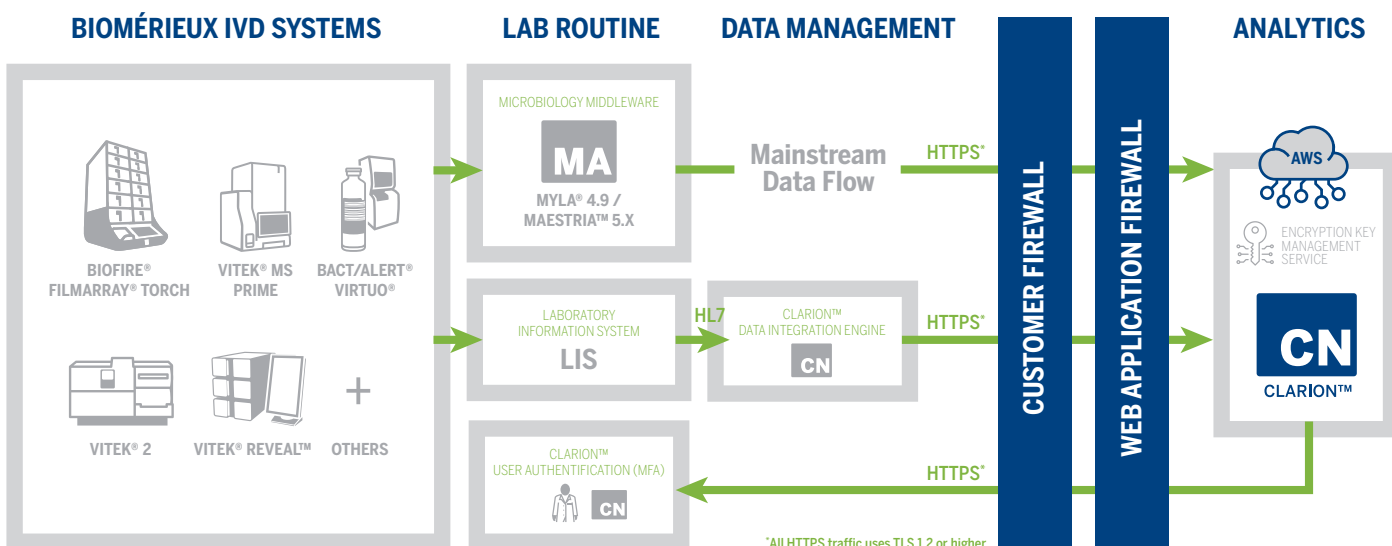 BIOMÉRIEUX IVD SYSTEMS
LAB ROUTINE
DATA MANAGEMENT
ANALYTICS
BIOFIRE®
FILMARRAY® TORCH
VITEK® MS
PRIME
BACT/ALERT®
VIRTUO®
VITEK® 2
VITEK® REVEAL™
+
OTHERS
MICROBIOLOGY MIDDLEWARE
MA
MYLA® 4.9 /
MAESTRIA™ 5.X
Mainstream
Data Flow
HTTPS*
LABORATORY
INFORMATION SYSTEM
LIS
HL7
CLARION™
DATA INTEGRATION ENGINE
CN
HTTPS*
CLARION™
USER AUTHENTIFICATION (MFA)
CN
HTTPS*
*All HTTPS traffic uses TLS 1.2 or higher
CUSTOMER FIREWALL
WEB APPLICATION FIREWALL
AWS
ENCRYPTION KEY
MANAGEMENT
SERVICE
CN
CLARION™